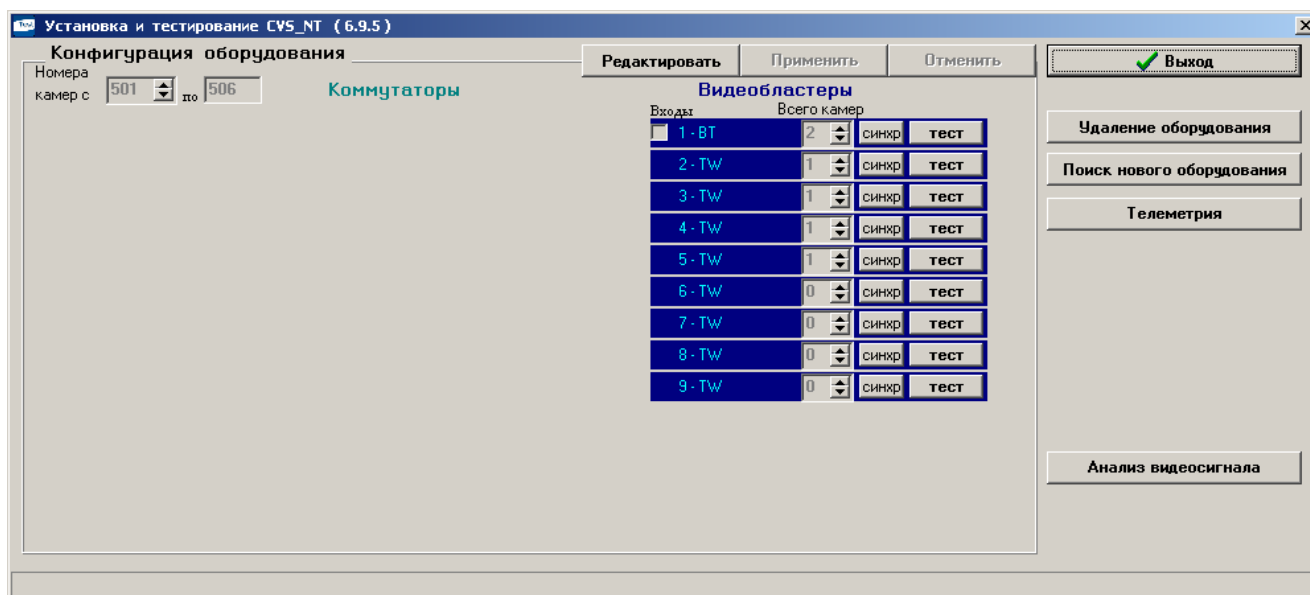 Test Установка и тестирование CVS_NT ( 6.9.5 )
Конфигурация оборудования
Редактировать Применить Отменить
Выход
Номера
камер с 501 по 506
Коммутаторы
Видеобластеры
Входы Всего камер
1 - BT 2 синхр тест
2 - TW 1 синхр тест
3 - TW 1 синхр тест
4 - TW 1 синхр тест
5 - TW 1 синхр тест
6 - TW 0 синхр тест
7 - TW 0 синхр тест
8 - TW 0 синхр тест
9 - TW 0 синхр тест
Удаление оборудования
Поиск нового оборудования
Телеметрия
Анализ видеосигнала